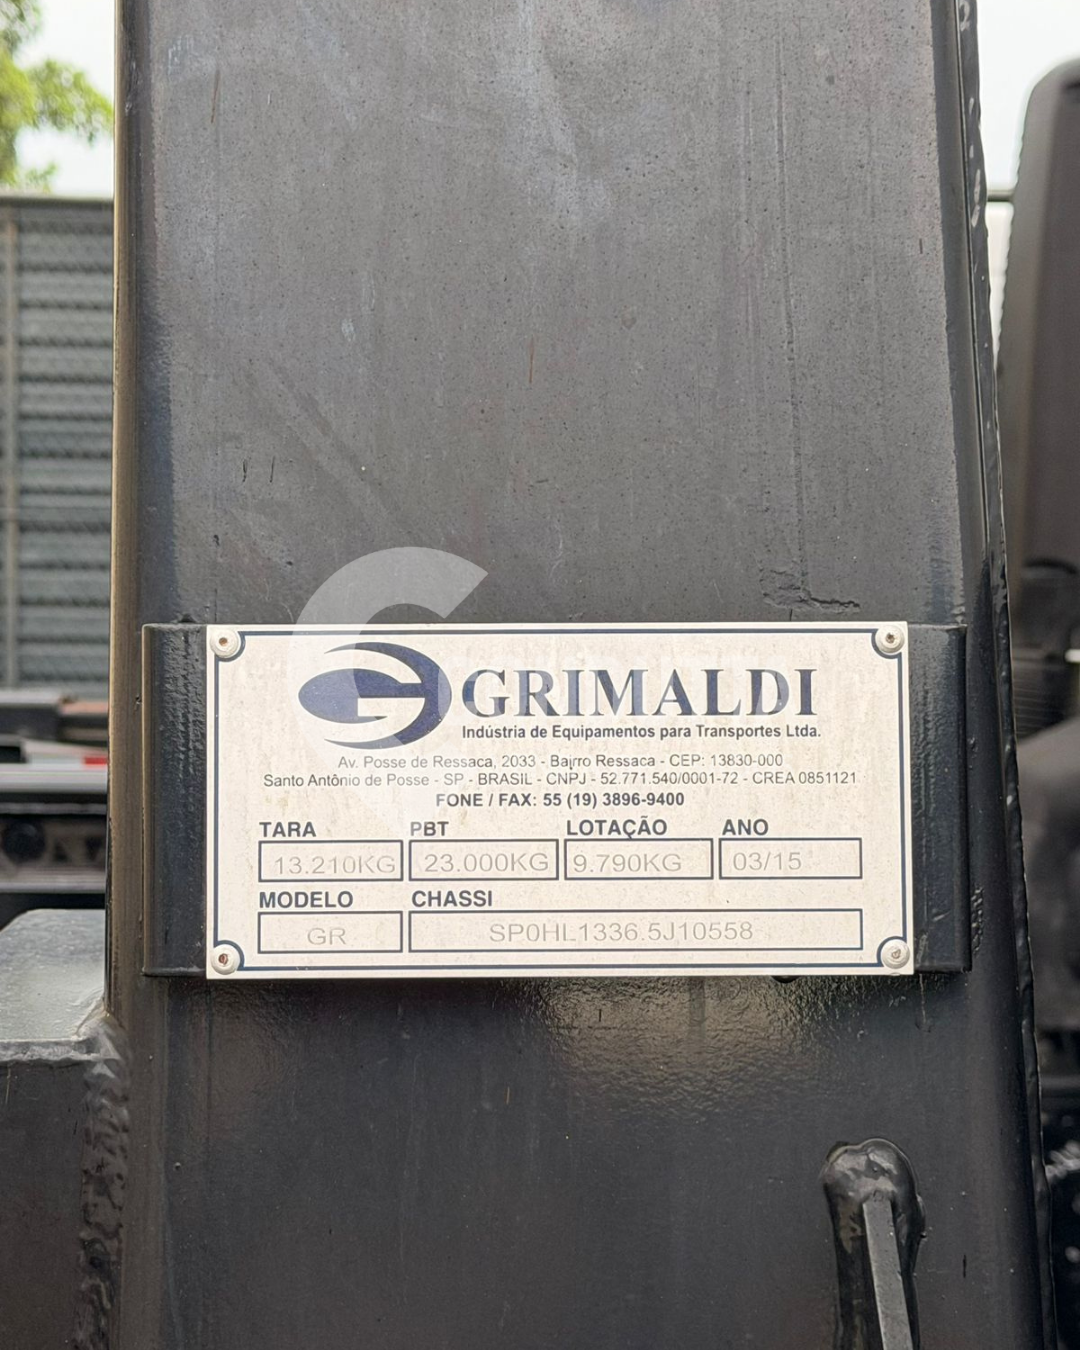 GRIMALDI
Indústria de Equipamentos para Transportes Ltda.
Av. Posse de Ressaca, 2033 - Bairro Ressaca - CEP: 13830-000
Santo Antônio de Posse - SP - BRASIL - CNPJ - 52.771.540/0001-72 - CREA 0851121
FONE / FAX: 55 (19) 3896-9400
TARA PBT LOTAÇÃO ANO
13.210KG 23.000KG 9.790KG 03/15
MODELO CHASSI
GR SP0HL1336.5J10558